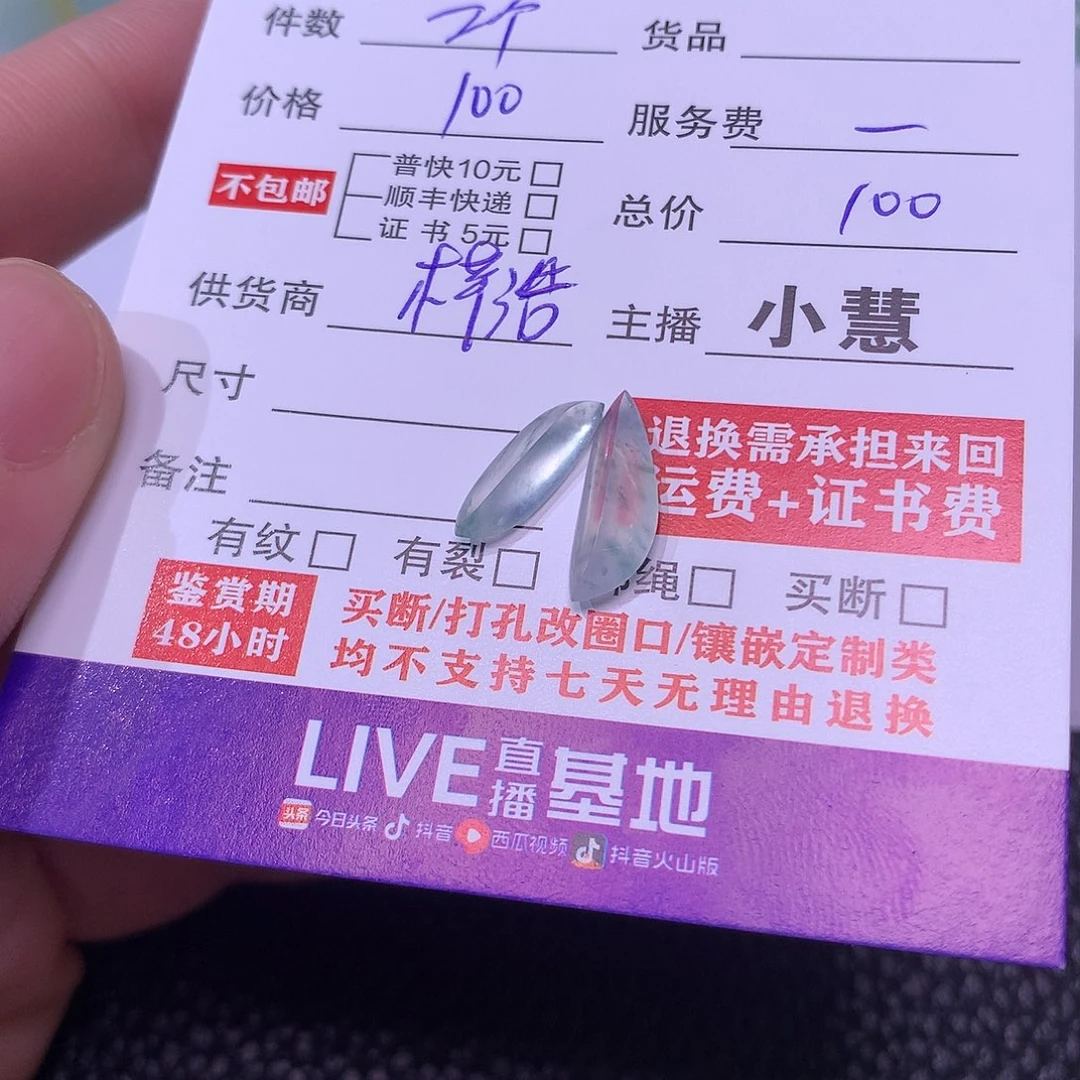 件数 2个 货品
价格 100 服务费 一
不包邮 普快10元
顺丰快递
证书 5元
总价 100
供货商 主播 小慧
尺寸
退换需承担来回
运费+证书费
备注
有纹 有裂 绳 买断
鉴赏期
48小时
买断/打孔改圈口/镶嵌定制类
均不支持七天无理由退换
LIVE直播基地
头条 今日头条 抖音 西瓜视频 抖音火山版